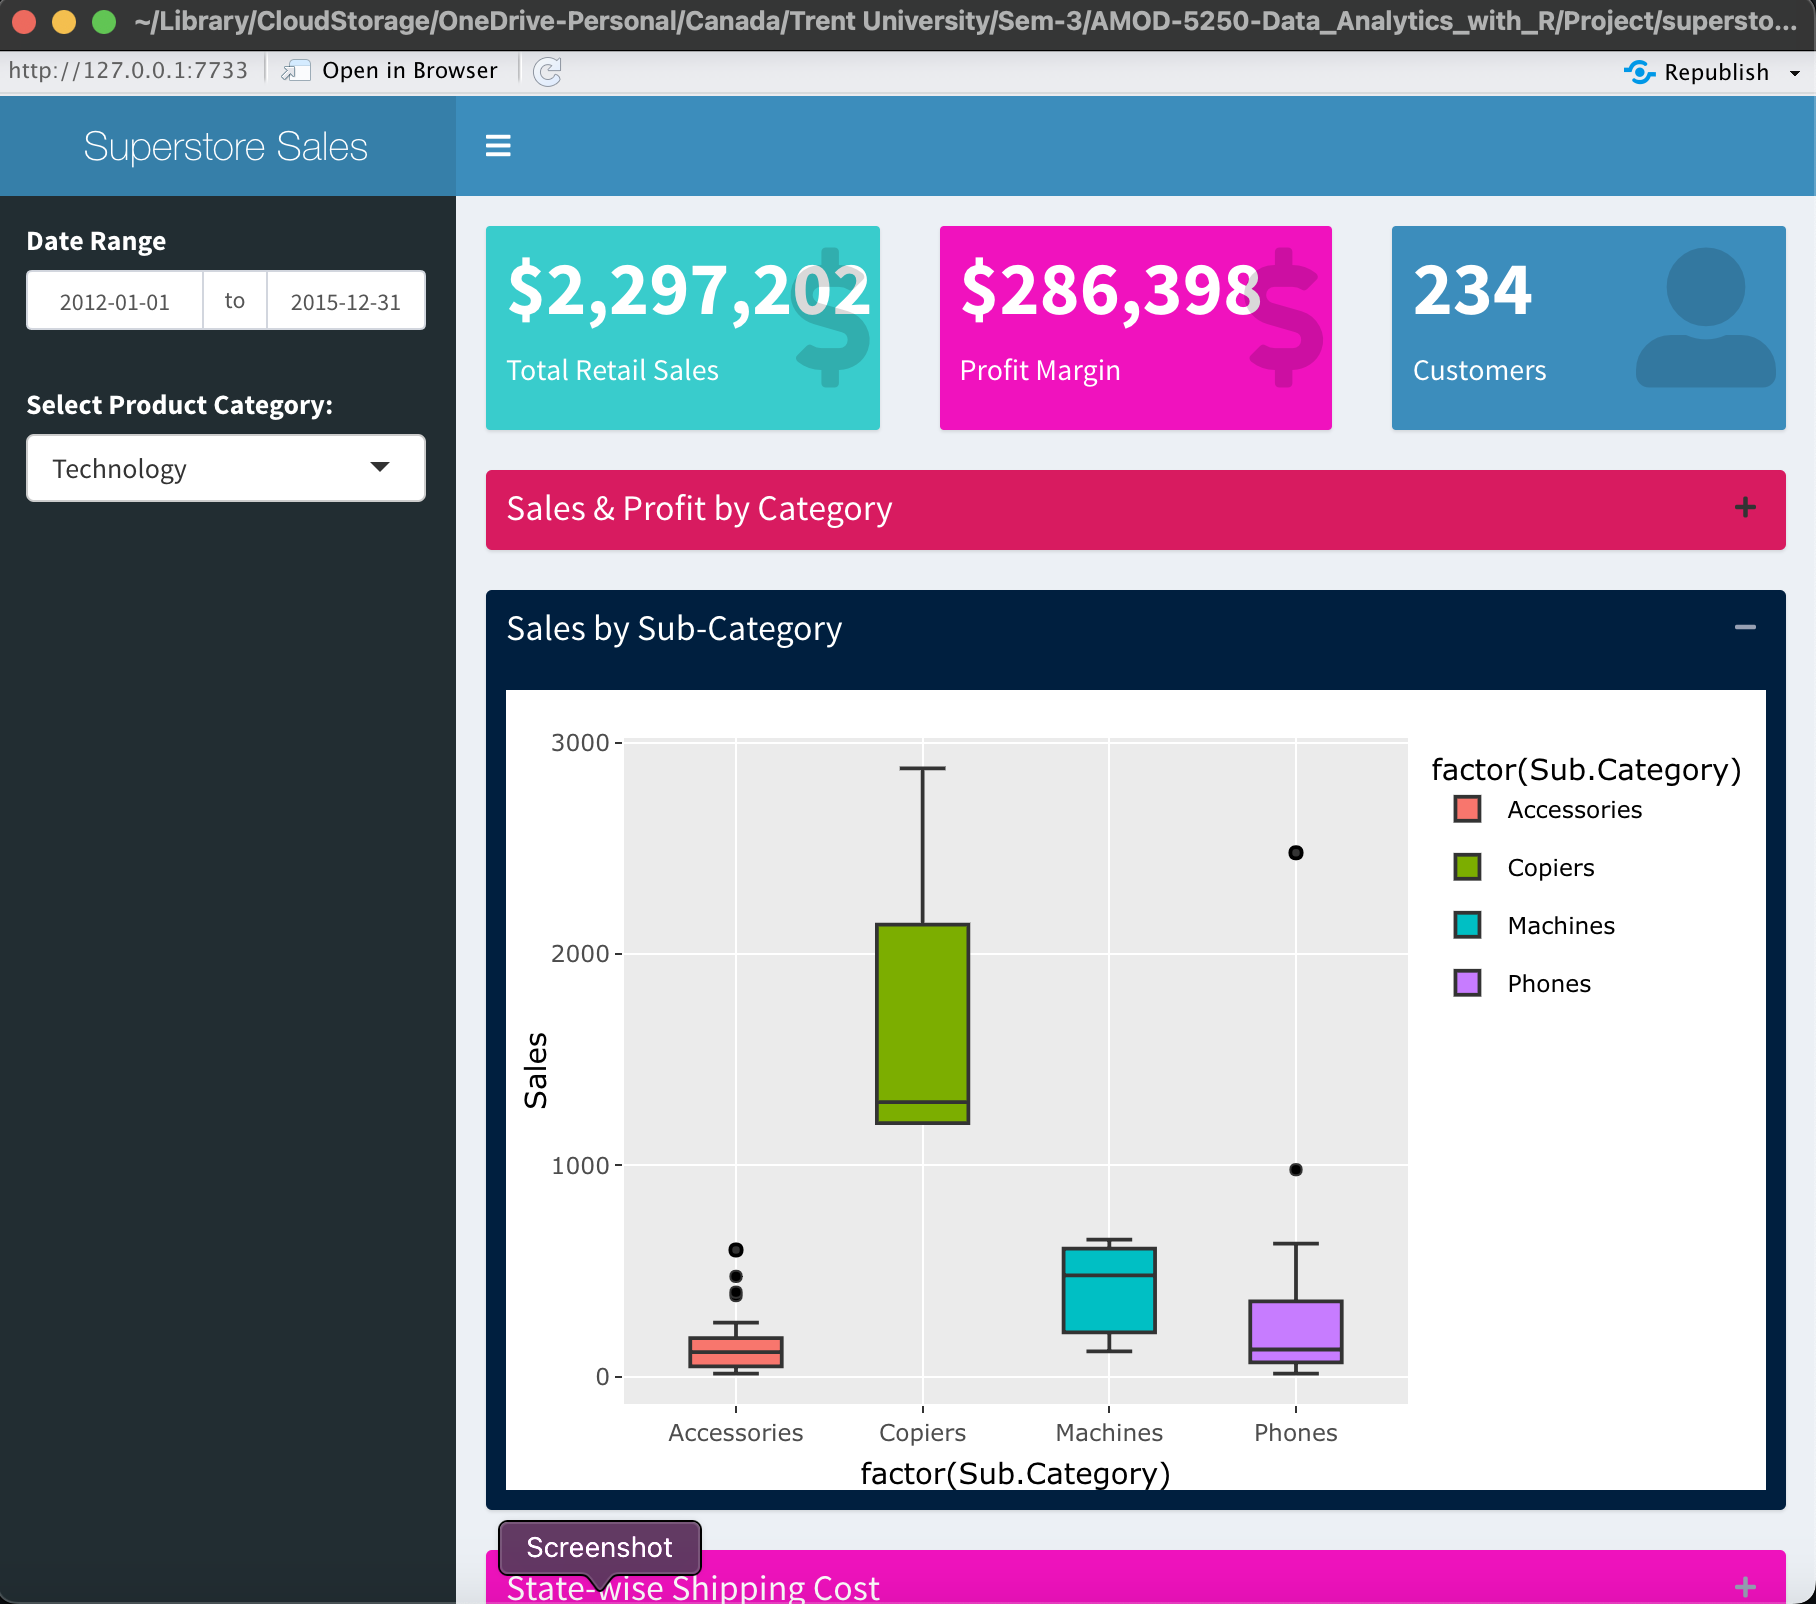 ~/Library/CloudStorage/OneDrive-Personal/Canada/Trent University/Sem-3/AMOD-5250-Data_Analytics_with_R/Project/supersto...
http://127.0.0.1:7733
Open in Browser
Republish
Superstore Sales
Date Range
2012-01-01 to 2015-12-31
Select Product Category:
Technology
$2,297,202
Total Retail Sales
$286,398
Profit Margin
234
Customers
Sales & Profit by Category
Sales by Sub-Category
3000
2000
1000
0
Sales
Accessories
Copiers
Machines
Phones
factor(Sub.Category)
factor(Sub.Category)
Accessories
Copiers
Machines
Phones
Screenshot
State-wise Shipping Cost